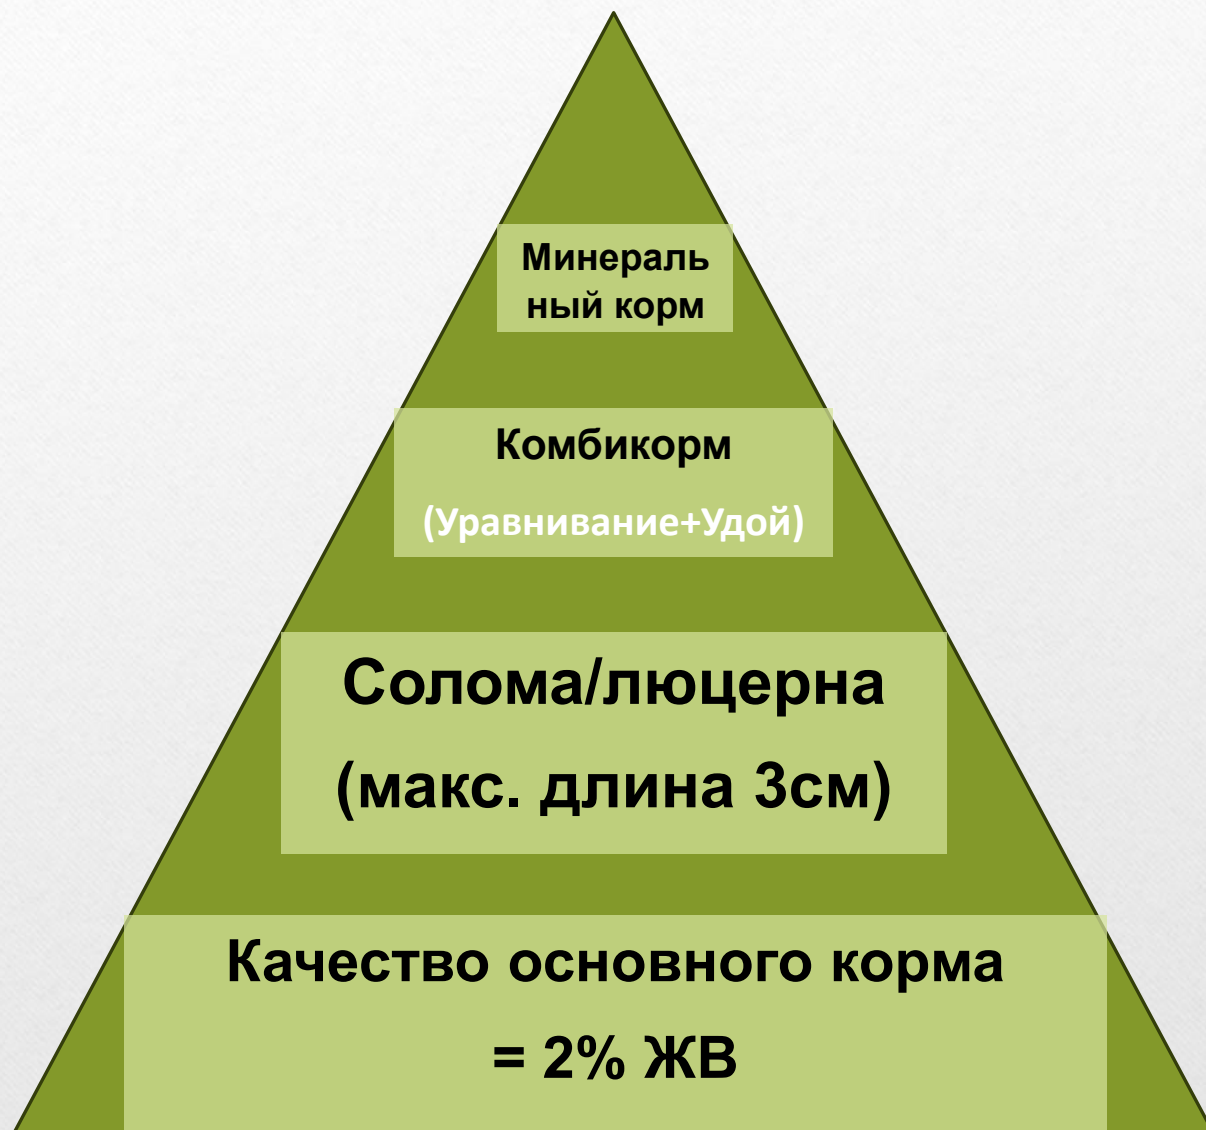 Минераль
ный корм
Комбикорм
(Уравнивание+Удой)
Солома/люцерна
(макс. длина 3см)
Качество основного корма
= 2% ЖВ